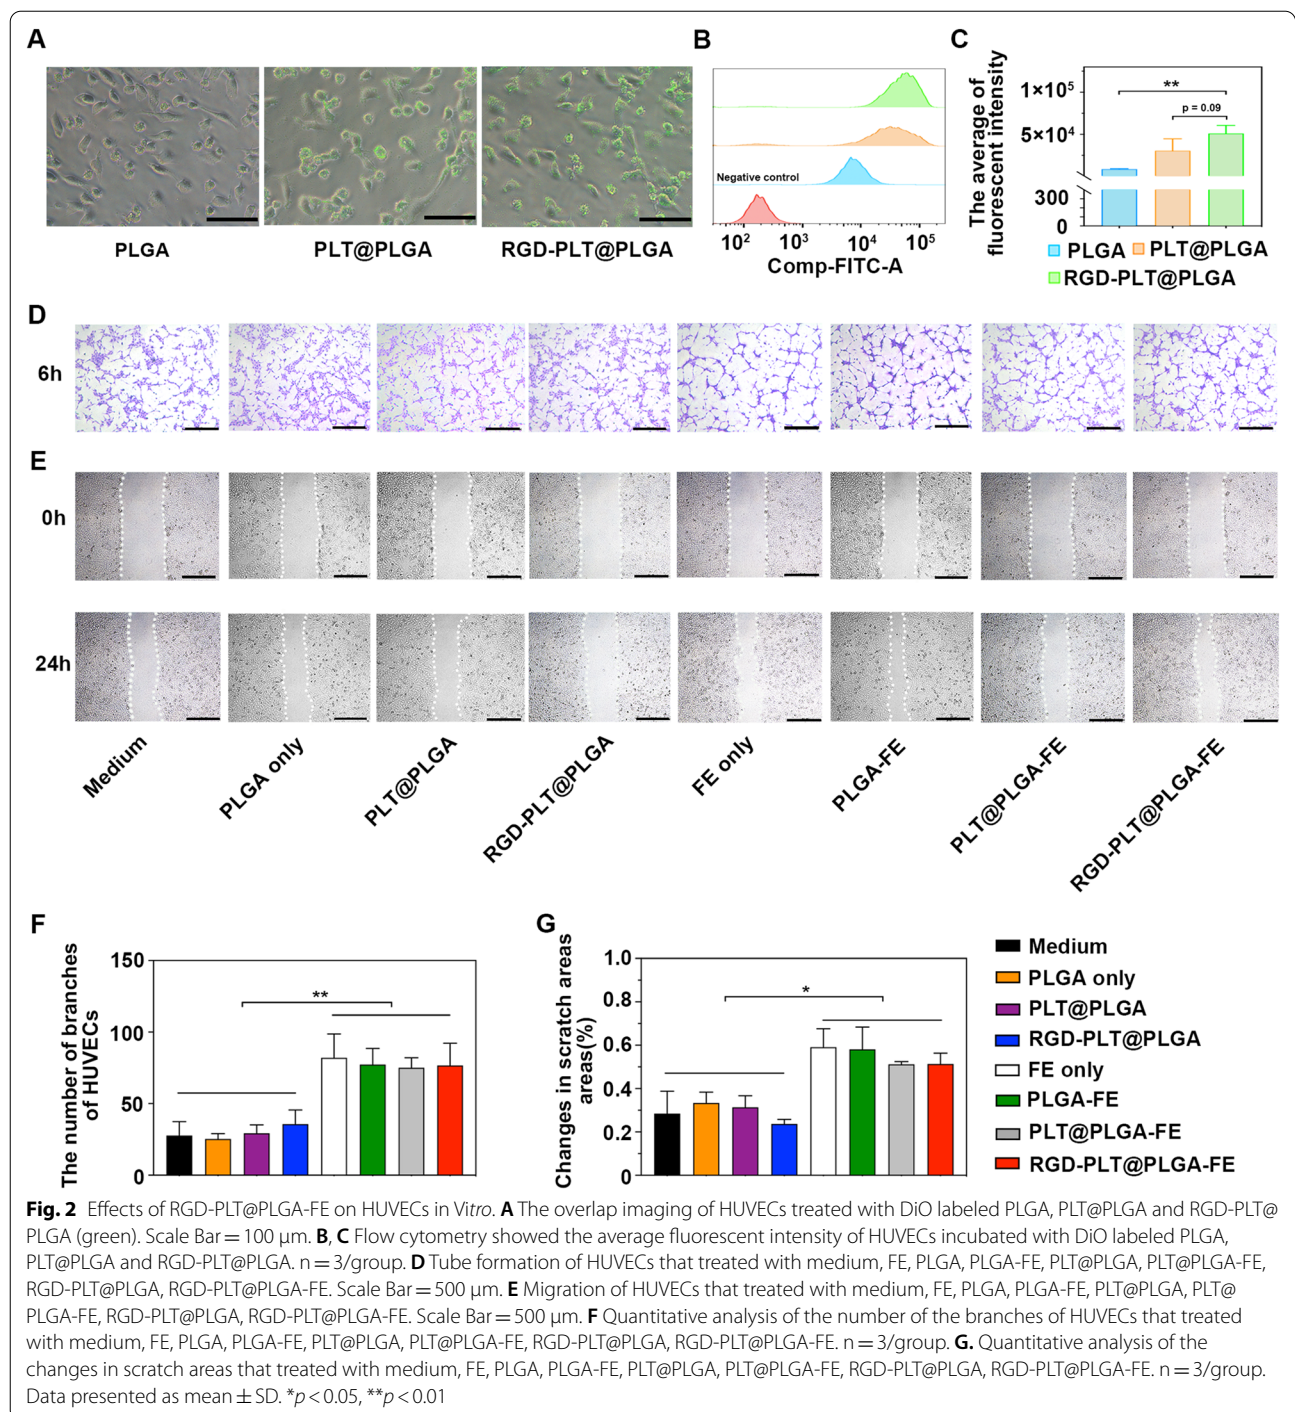 A
B
C
PLGA
PLT@PLGA
RGD-PLT@PLGA
Negative control
10²
10³
10⁴
10⁵
Comp-FITC-A
The average of
fluorescent intensity
1×10⁵
5×10⁴
300
0
**
p = 0.09
PLGA
PLT@PLGA
RGD-PLT@PLGA
D
6h
E
0h
24h
Medium
PLGA only
PLT@PLGA
RGD-PLT@PLGA
FE only
PLGA-FE
PLT@PLGA-FE
RGD-PLT@PLGA-FE
F
The number of branches
of HUVECs
150
100
50
0
**
G
Changes in scratch areas
areas(%)
1.0
0.8
0.6
0.4
0.2
0
*
Medium
PLGA only
PLT@PLGA
RGD-PLT@PLGA
FE only
PLGA-FE
PLT@PLGA-FE
RGD-PLT@PLGA-FE
Fig. 2 Effects of RGD-PLT@PLGA-FE on HUVECs in Vitro. A The overlap imaging of HUVECs treated with DiO labeled PLGA, PLT@PLGA and RGD-PLT@
PLGA (green). Scale Bar = 100 μm. B, C Flow cytometry showed the average fluorescent intensity of HUVECs incubated with DiO labeled PLGA,
PLT@PLGA and RGD-PLT@PLGA. n = 3/group. D Tube formation of HUVECs that treated with medium, FE, PLGA, PLGA-FE, PLT@PLGA, PLT@PLGA-FE,
RGD-PLT@PLGA, RGD-PLT@PLGA-FE. Scale Bar = 500 μm. E Migration of HUVECs that treated with medium, FE, PLGA, PLGA-FE, PLT@PLGA, PLT@
PLGA-FE, RGD-PLT@PLGA, RGD-PLT@PLGA-FE. Scale Bar = 500 μm. F Quantitative analysis of the number of the branches of HUVECs that treated
with medium, FE, PLGA, PLGA-FE, PLT@PLGA, PLT@PLGA-FE, RGD-PLT@PLGA, RGD-PLT@PLGA-FE. n = 3/group. G. Quantitative analysis of the
changes in scratch areas that treated with medium, FE, PLGA, PLGA-FE, PLT@PLGA, PLT@PLGA-FE, RGD-PLT@PLGA, RGD-PLT@PLGA-FE. n = 3/group.
Data presented as mean ± SD. *p < 0.05, **p < 0.01